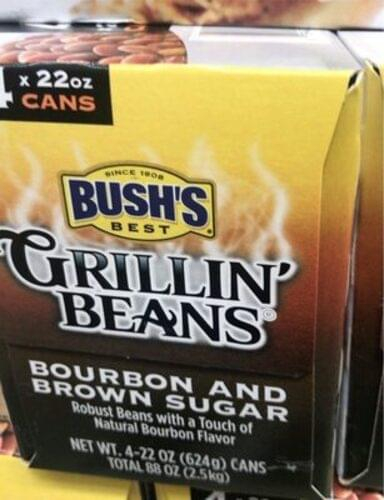 x 22oz
CANS
SINCE 1908
BUSH'S
BEST
GRILLIN'
BEANS
BOURBON AND
BROWN SUGAR
Robust Beans with a Touch of
Natural Bourbon Flavor
NET WT. 4-22 OZ (624g) CANS
TOTAL 88 OZ (2.5kg)